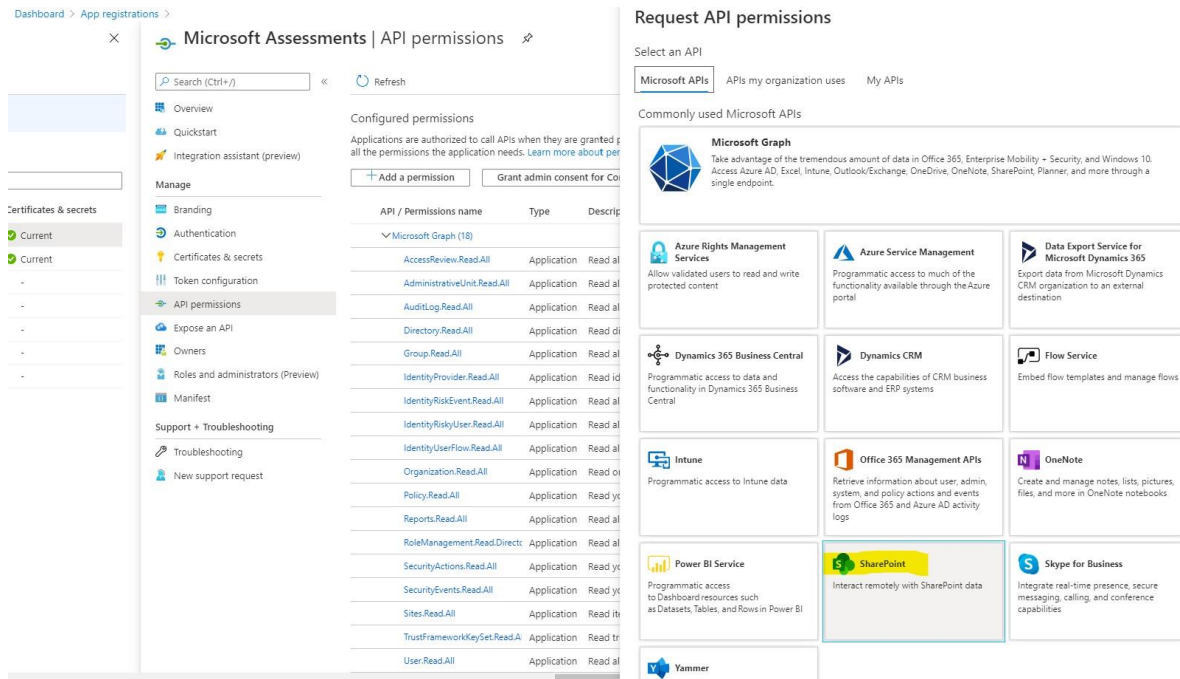 Dashboard > App registrations >
Certificates & secrets
Current
Current
-
-
-
-
-
Microsoft Assessments | API permissions
Search (Ctrl+/)
«
Overview
Quickstart
Integration assistant (preview)
Manage
Branding
Authentication
Certificates & secrets
Token configuration
API permissions
Expose an API
Owners
Roles and administrators (Preview)
Manifest
Support + Troubleshooting
Troubleshooting
New support request
Refresh
Configured permissions
Applications are authorized to call APIs when they are granted p
all the permissions the application needs. Learn more about per
+ Add a permission Grant admin consent for Co
API / Permissions name Type Descrip
Microsoft Graph (18)
AccessReview.Read.All Application Read al
AdministrativeUnit.Read.All Application Read al
AuditLog.Read.All Application Read al
Directory.Read.All Application Read di
Group.Read.All Application Read al
IdentityProvider.Read.All Application Read id
IdentityRiskEvent.Read.All Application Read al
IdentityRiskyUser.Read.All Application Read al
IdentityUserFlow.Read.All Application Read al
Organization.Read.All Application Read o
Policy.Read.All Application Read yo
Reports.Read.All Application Read al
RoleManagement.Read.Directo Application Read al
SecurityActions.Read.All Application Read yo
SecurityEvents.Read.All Application Read yo
Sites.Read.All Application Read ite
TrustFrameworkKeySet.Read.A Application Read tr
User.Read.All Application Read al
Request API permissions
Select an API
Microsoft APIs APIs my organization uses My APIs
Commonly used Microsoft APIs
Microsoft Graph
Take advantage of the tremendous amount of data in Office 365, Enterprise Mobility + Security, and Windows 10.
Access Azure AD, Excel, Intune, Outlook/Exchange, OneDrive, OneNote, SharePoint, Planner, and more through a
single endpoint.
Azure Rights Management
Services
Allow validated users to read and write
protected content
Azure Service Management
Programmatic access to much of the
functionality available through the Azure
portal
Data Export Service for
Microsoft Dynamics 365
Export data from Microsoft Dynamics
CRM organization to an external
destination
Dynamics 365 Business Central
Programmatic access to data and
functionality in Dynamics 365 Business
Central
Dynamics CRM
Access the capabilities of CRM business
software and ERP systems
Flow Service
Embed flow templates and manage flows
Intune
Programmatic access to Intune data
Office 365 Management APIs
Retrieve information about user, admin,
system, and policy actions and events
from Office 365 and Azure AD activity
logs
OneNote
Create and manage notes, lists, pictures,
files, and more in OneNote notebooks
Power BI Service
Programmatic access
to Dashboard resources such
as Datasets, Tables, and Rows in Power BI
SharePoint
Interact remotely with SharePoint data
Skype for Business
Integrate real-time presence, secure
messaging, calling, and conference
capabilities
Yammer